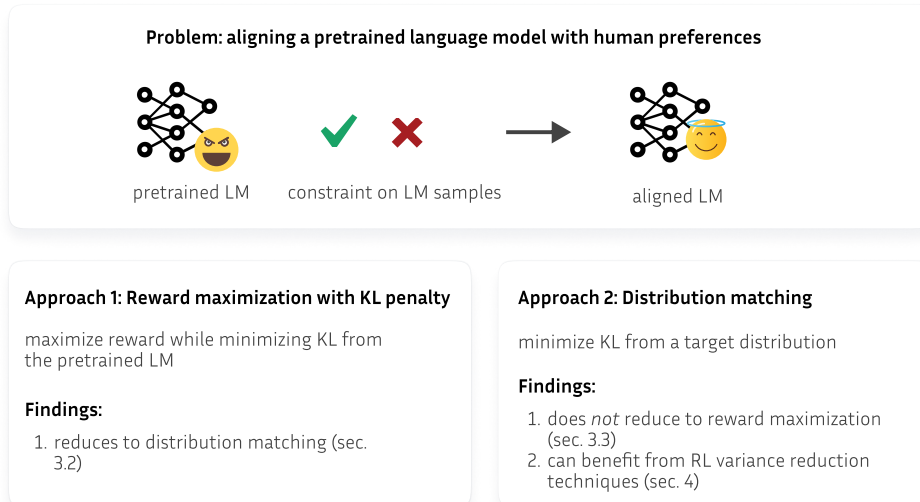 Problem: aligning a pretrained language model with human preferences
pretrained LM
constraint on LM samples
aligned LM
Approach 1: Reward maximization with KL penalty
maximize reward while minimizing KL from
the pretrained LM
Findings:
1. reduces to distribution matching (sec.
3.2)
Approach 2: Distribution matching
minimize KL from a target distribution
Findings:
1. does not reduce to reward maximization
(sec. 3.3)
2. can benefit from RL variance reduction
techniques (sec. 4)